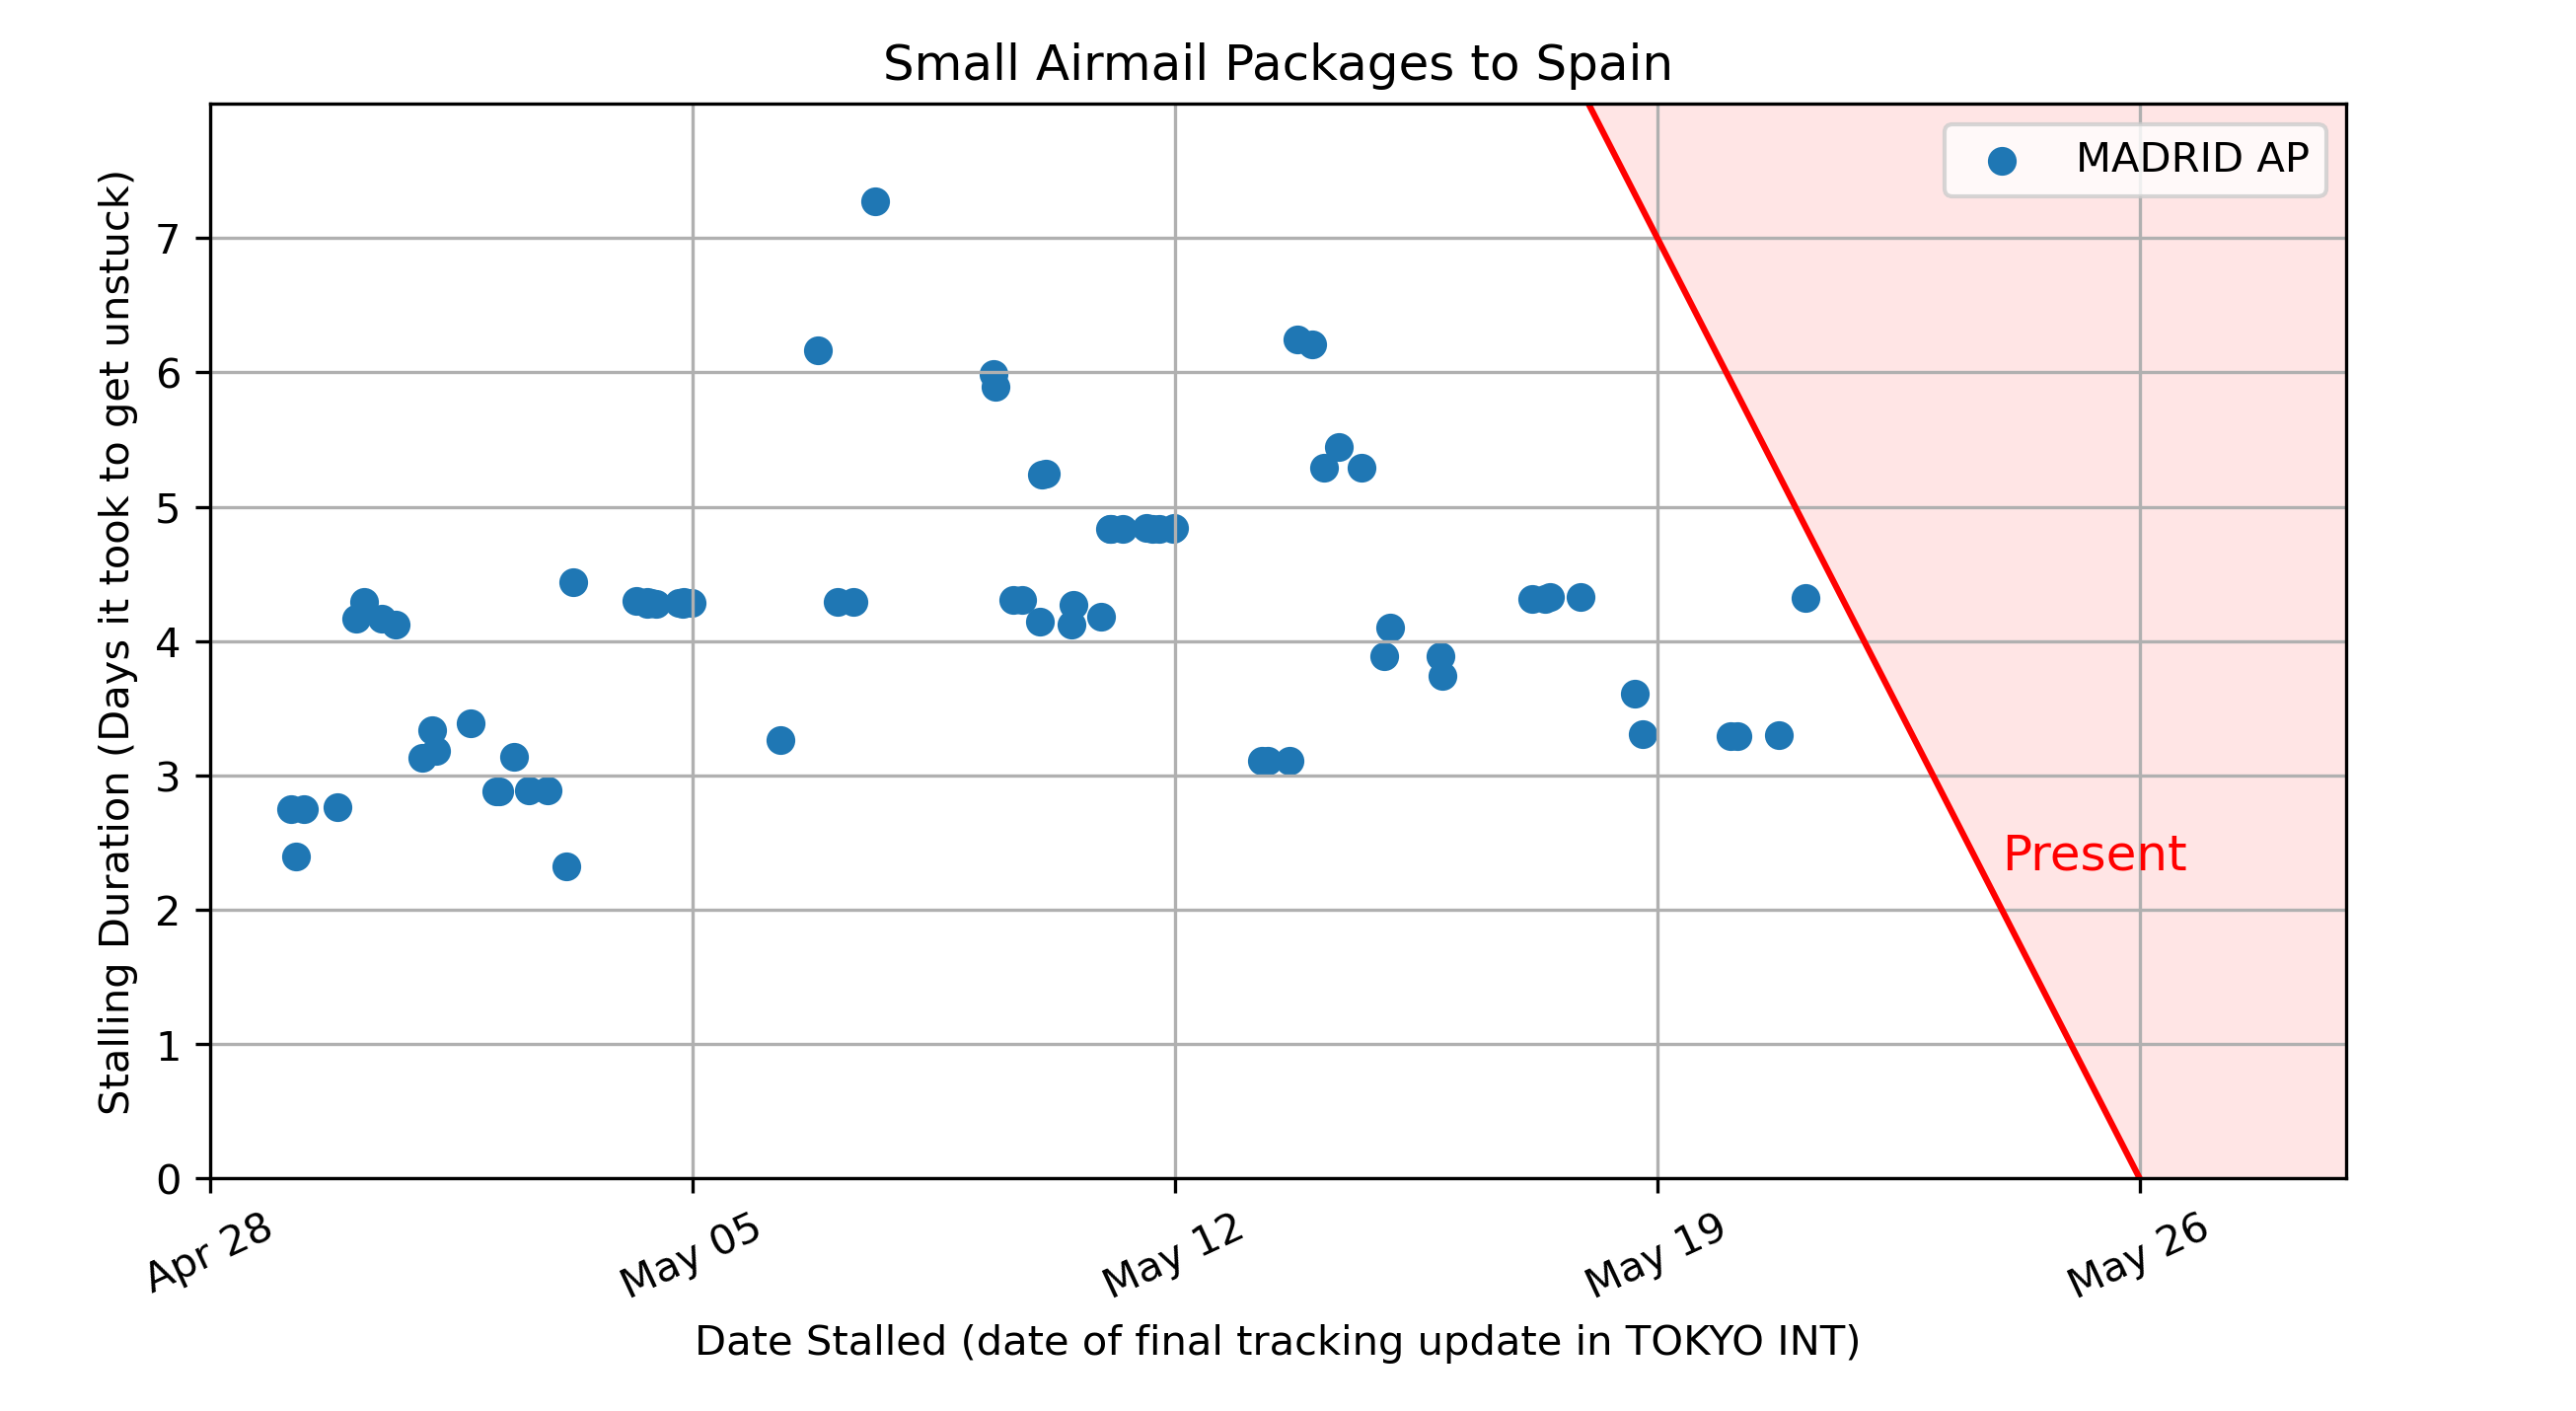 Small Airmail Packages to Spain
MADRID AP
Stalling Duration (Days it took to get unstuck)
7
6
5
4
3
2
1
0
Present
Apr 28
May 05
May 12
May 19
May 26
Date Stalled (date of final tracking update in TOKYO INT)